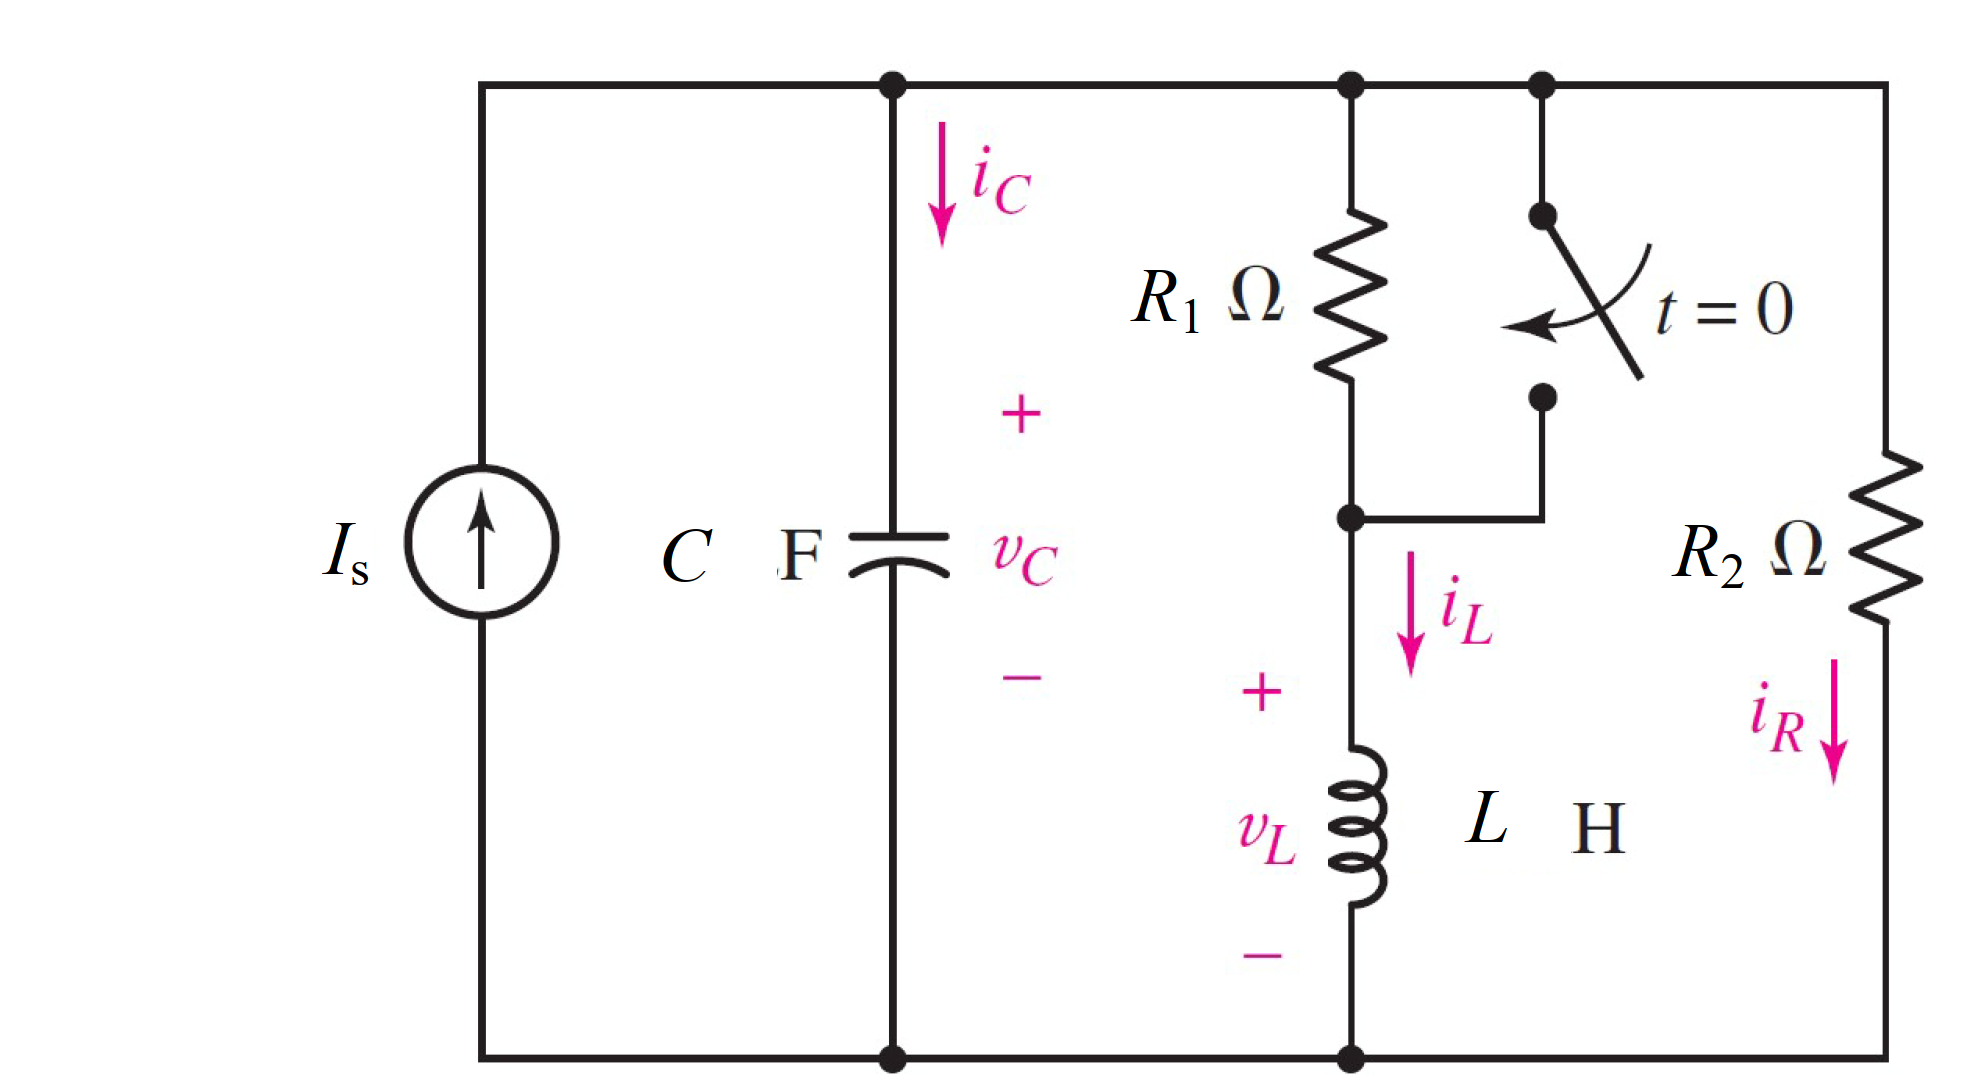 i_C
R_1 Ω
t = 0
+
I_s
C F
v_C
R_2 Ω
i_L
−
+
i_R
v_L
L H
−